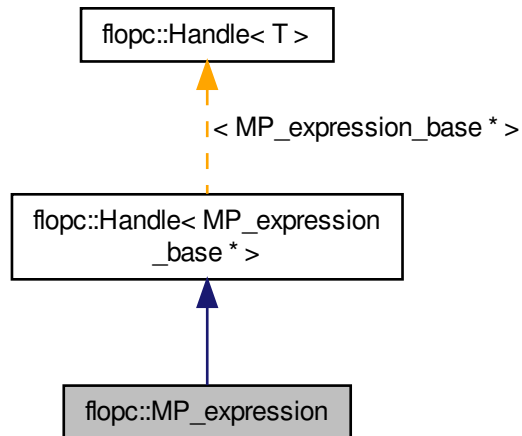 flopc::Handle< T >
< MP_expression_base * >
flopc::Handle< MP_expression
_base * >
flopc::MP_expression